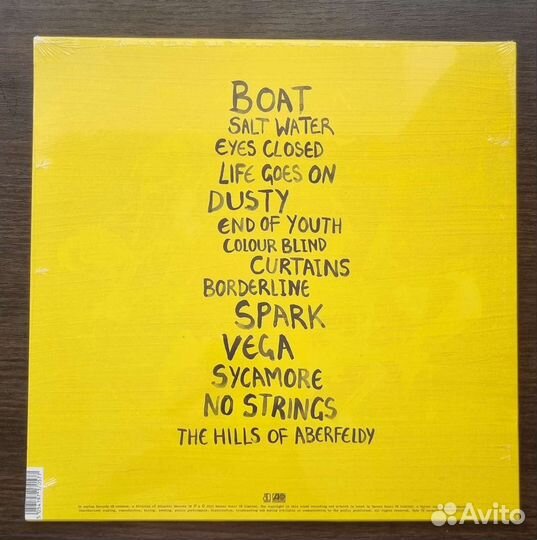 BOAT
SALT WATER
EYES CLOSED
LIFE GOES ON
DUSTY
END OF YOUTH
COLOUR BLIND
CURTAINS
BORDERLINE
SPARK
VEGA
SYCAMORE
NO STRINGS
THE HILLS OF ABERFELDY
Avito